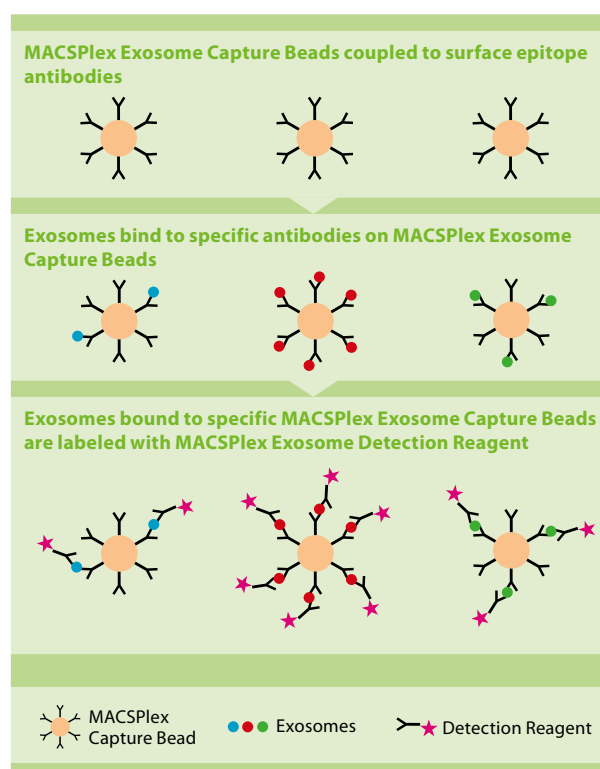 MACSPlex Exosome Capture Beads coupled to surface epitope
antibodies
Exosomes bind to specific antibodies on MACSPlex Exosome
Capture Beads
Exosomes bound to specific MACSPlex Exosome Capture Beads
are labeled with MACSPlex Exosome Detection Reagent
MACSPlex
Capture Bead
Exosomes
Detection Reagent